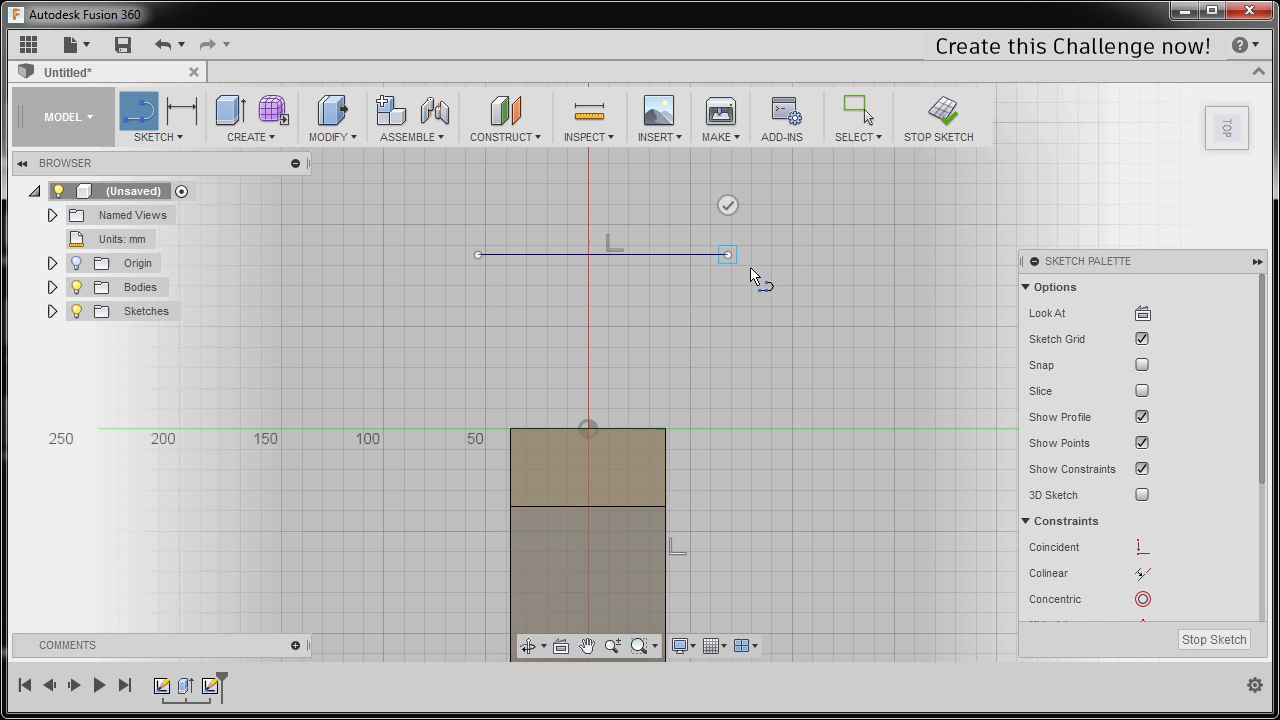 Autodesk Fusion 360
Create this Challenge now!
Untitled*
MODEL
SKETCH
CREATE
MODIFY
ASSEMBLE
CONSTRUCT
INSPECT
INSERT
MAKE
ADD-INS
SELECT
STOP SKETCH
TOP
BROWSER
(Unsaved)
Named Views
Units: mm
Origin
Bodies
Sketches
250
200
150
100
50
SKETCH PALETTE
Options
Look At
Sketch Grid
Snap
Slice
Show Profile
Show Points
Show Constraints
3D Sketch
Constraints
Coincident
Colinear
Concentric
Stop Sketch
COMMENTS